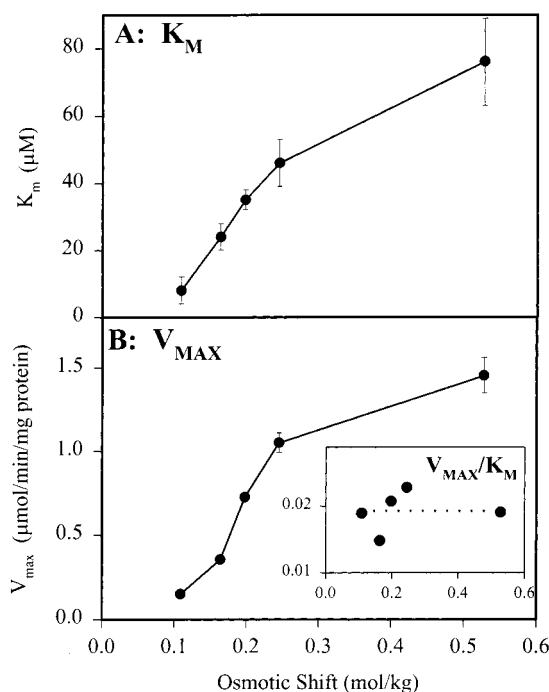 A: K_M
80
60
40
20
0
K_m (μM)
B: V_MAX
1.5
1.0
0.5
0.0
V_max (μmol/min/mg protein)
V_MAX/K_M
0.02
0.01
0.0 0.2 0.4 0.6
0.0 0.1 0.2 0.3 0.4 0.5 0.6
Osmotic Shift (mol/kg)